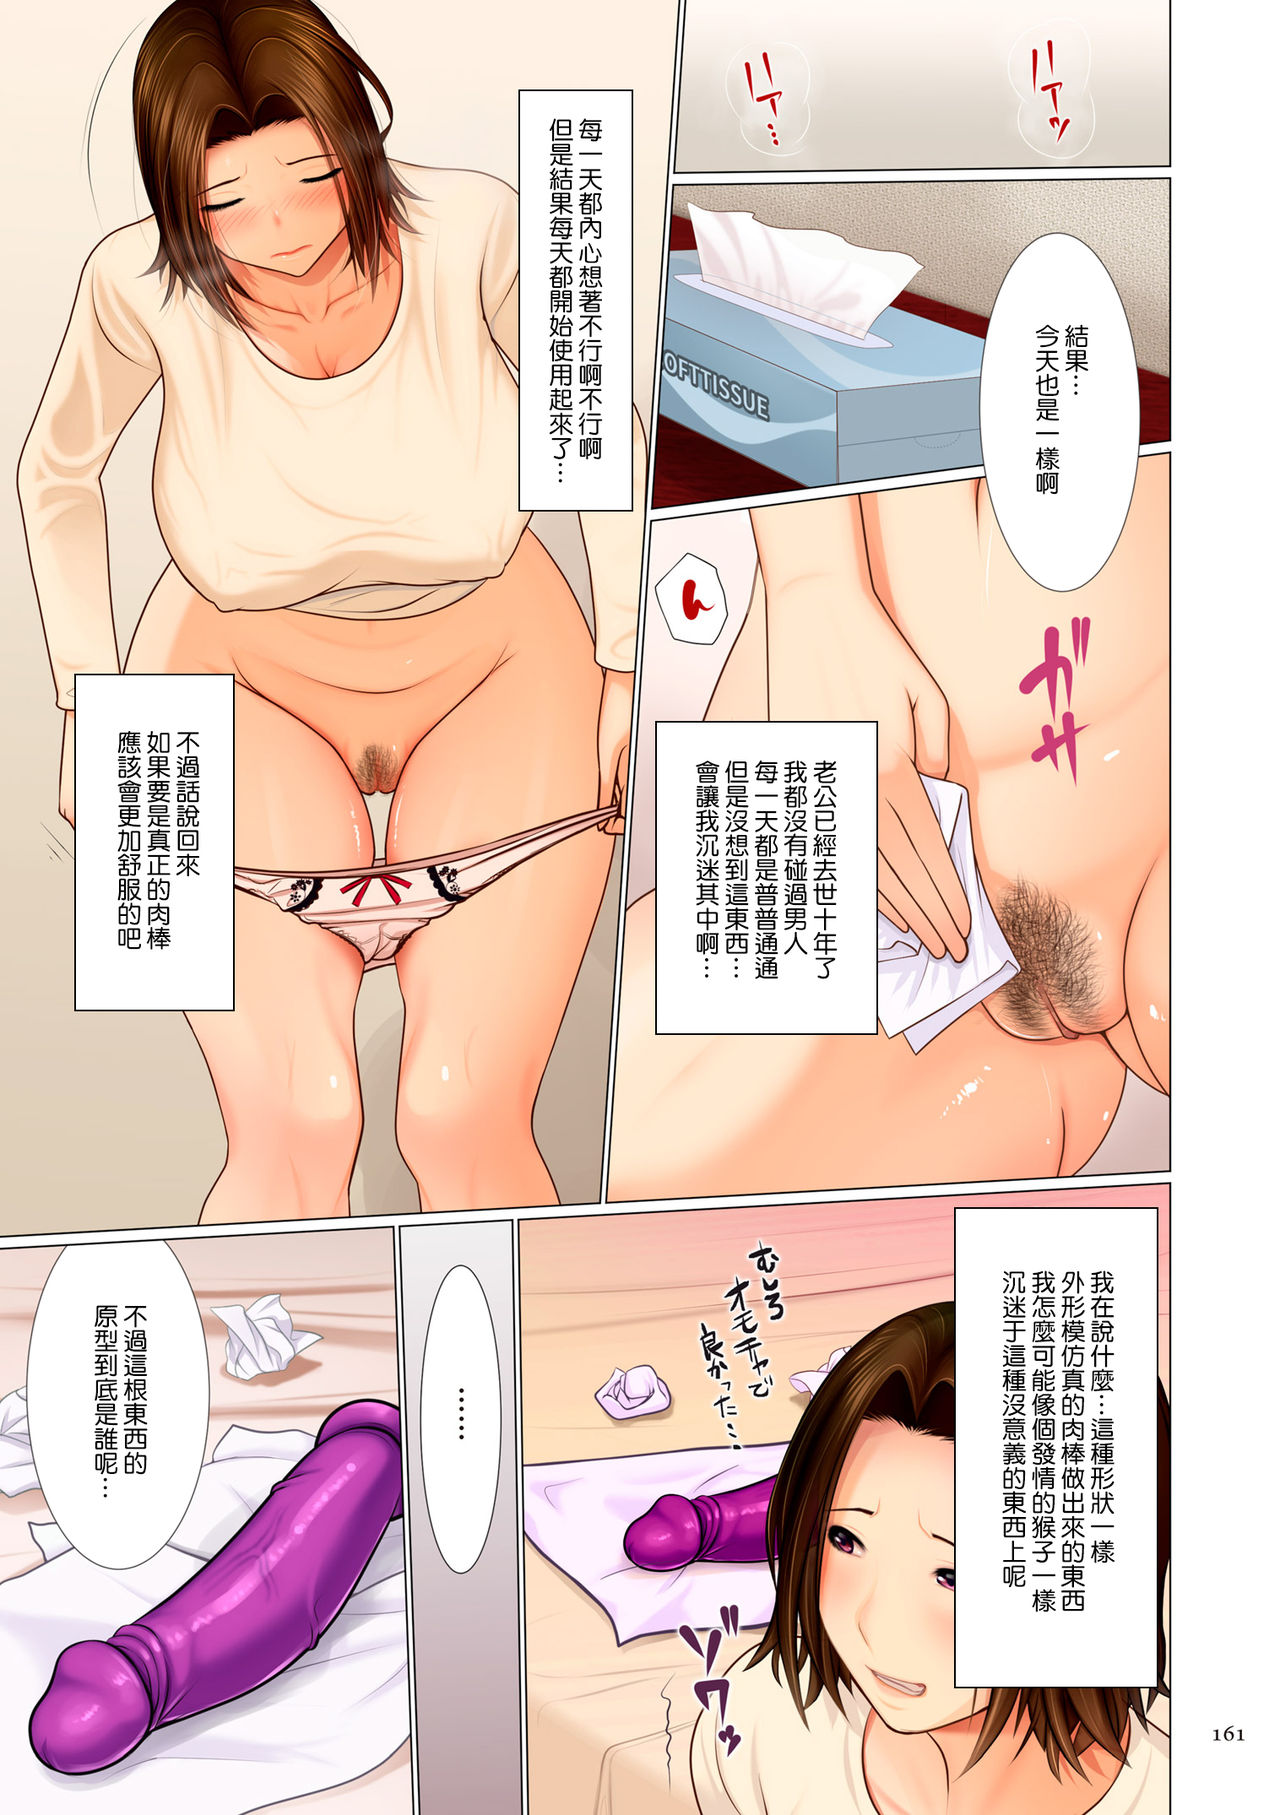 ハアッ
ハア…
結果…
今天也是一樣啊
OFTTISSUE
ん
ガサ
老公已經去世十年了
我都沒有碰過男人
每一天都是普普通通
但是沒想到這東西…
會讓我沉迷其中啊…
每一天都內心想著不行啊不行啊
但是結果每天都開始使用起來了…
不過話說回來
如果要是真正的肉棒
應該會更加舒服的吧
我在說什麼…這種形狀一樣
外形模仿真的肉棒做出來的東西
我怎麼可能像個發情的猴子一樣
沉迷于這種沒意義的東西上呢
むしろ
オモチャで
良かった…
ゾワッ
……
不過這根東西的
原型到底是誰呢…
161